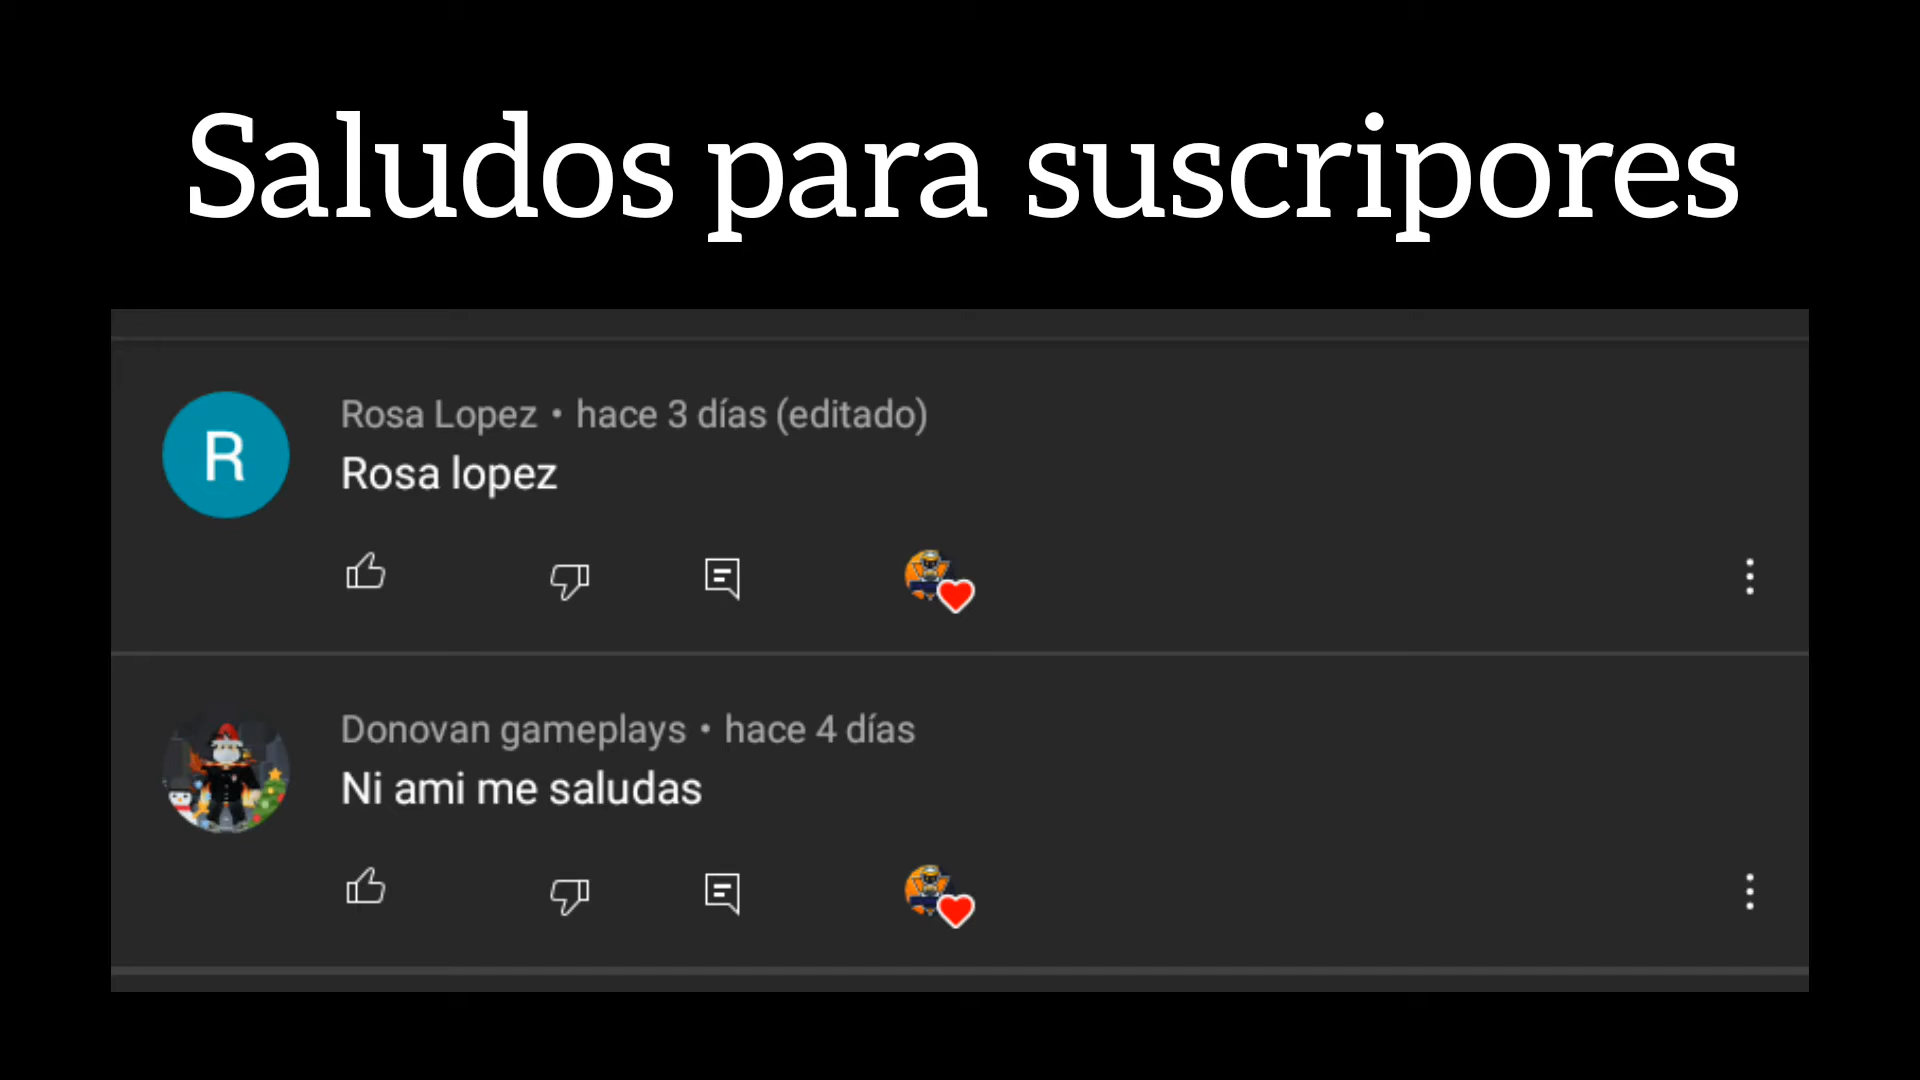 Saludos para suscripores
R
Rosa Lopez • hace 3 días (editado)
Rosa lopez
Donovan gameplays • hace 4 días
Ni ami me saludas